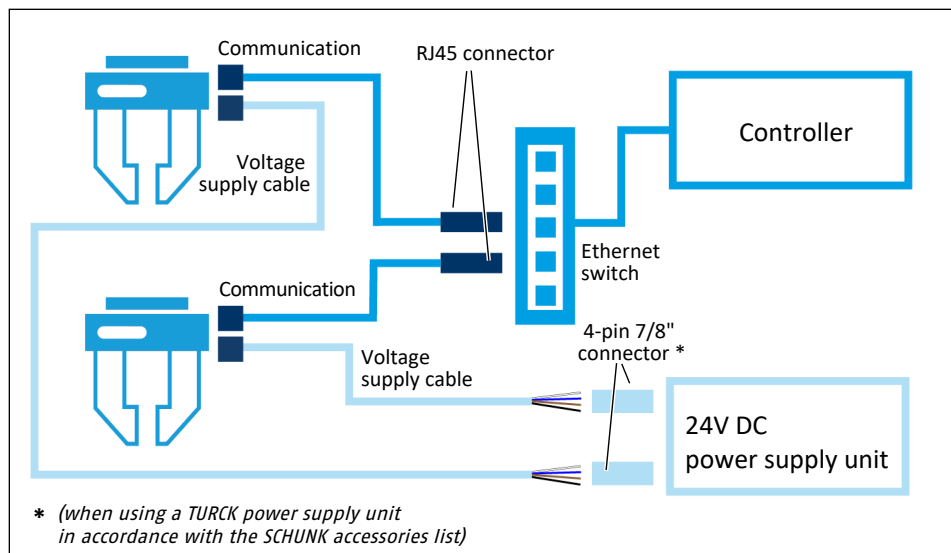 Communication
RJ45 connector
Controller
Voltage
supply cable
Ethernet
switch
Communication
4-pin 7/8"
connector *
Voltage
supply cable
24V DC
power supply unit
* (when using a TURCK power supply unit
in accordance with the SCHUNK accessories list)